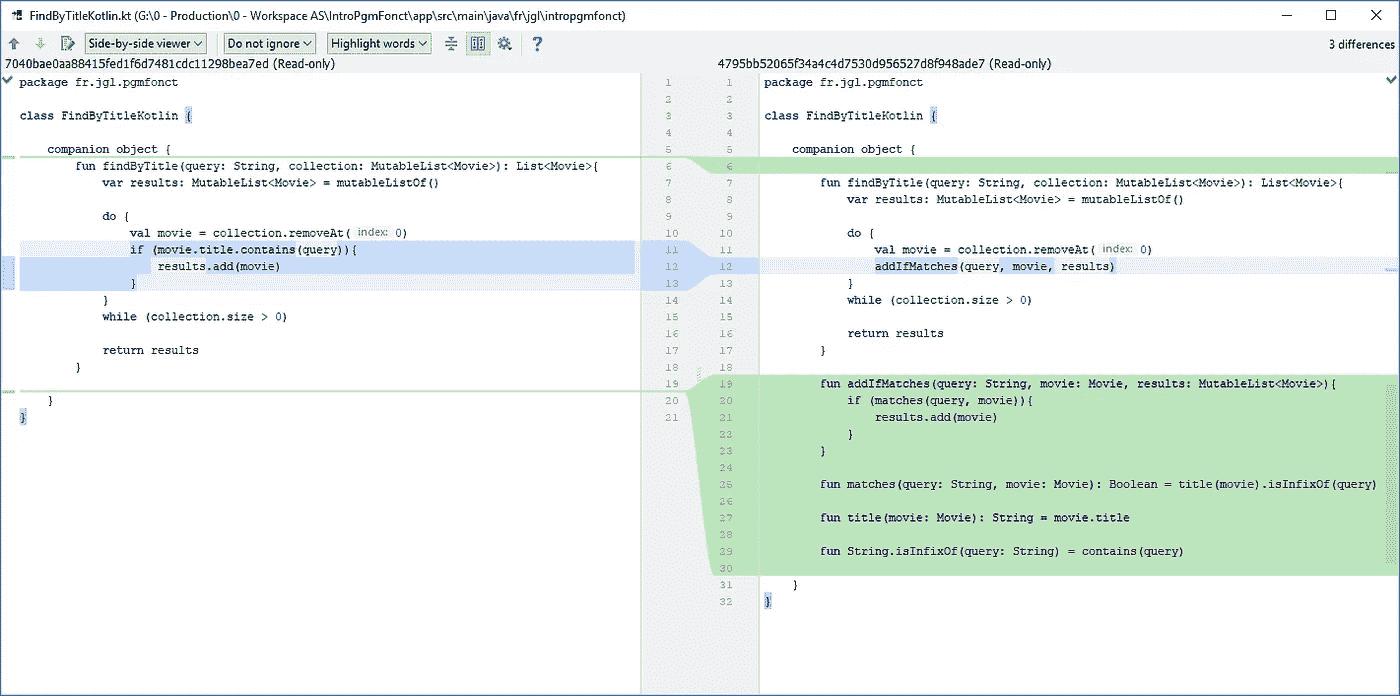 FindByTitleKotlin.kt (G:\0 - Production\0 - Workspace AS\IntroPgmFonct\app\src\main\java\fr\jgl\intropgmfonct)
Side-by-side viewer
Do not ignore
Highlight words
?
3 differences
7040bae0aa88415fed1f6d7481cdc11298bea7ed (Read-only)
4795bb52065f34a4c4d7530d956527d8f948ade7 (Read-only)
package fr.jgl.pgmfonct
class FindByTitleKotlin {
companion object {
fun findByTitle(query: String, collection: MutableList<Movie>): List<Movie>{
var results: MutableList<Movie> = mutableListOf()
do {
val movie = collection.removeAt( index: 0)
if (movie.title.contains(query)){
results.add(movie)
}
}
while (collection.size > 0)
return results
}
}
}
1
2
3
4
5
6
7
8
9
10
11
12
13
14
15
16
17
18
19
20
21
1
2
3
4
5
6
7
8
9
10
11
12
13
14
15
16
17
18
19
20
21
22
23
24
25
26
27
28
29
30
31
32
package fr.jgl.pgmfonct
class FindByTitleKotlin {
companion object {
fun findByTitle(query: String, collection: MutableList<Movie>): List<Movie>{
var results: MutableList<Movie> = mutableListOf()
do {
val movie = collection.removeAt( index: 0)
addIfMatches(query, movie, results)
}
while (collection.size > 0)
return results
}
fun addIfMatches(query: String, movie: Movie, results: MutableList<Movie>){
if (matches(query, movie)){
results.add(movie)
}
}
fun matches(query: String, movie: Movie): Boolean = title(movie).isInfixOf(query)
fun title(movie: Movie): String = movie.title
fun String.isInfixOf(query: String) = contains(query)
}
}